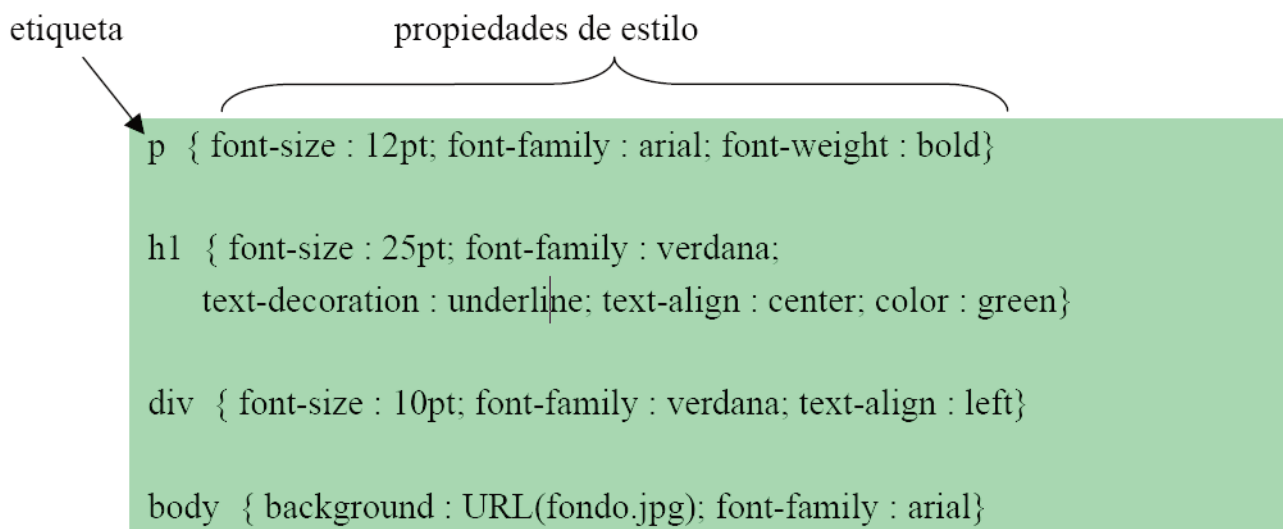 etiqueta propiedades de estilo
p { font-size : 12pt; font-family : arial; font-weight : bold}
h1 { font-size : 25pt; font-family : verdana;
text-decoration : underline; text-align : center; color : green}
div { font-size : 10pt; font-family : verdana; text-align : left}
body { background : URL(fondo.jpg); font-family : arial}